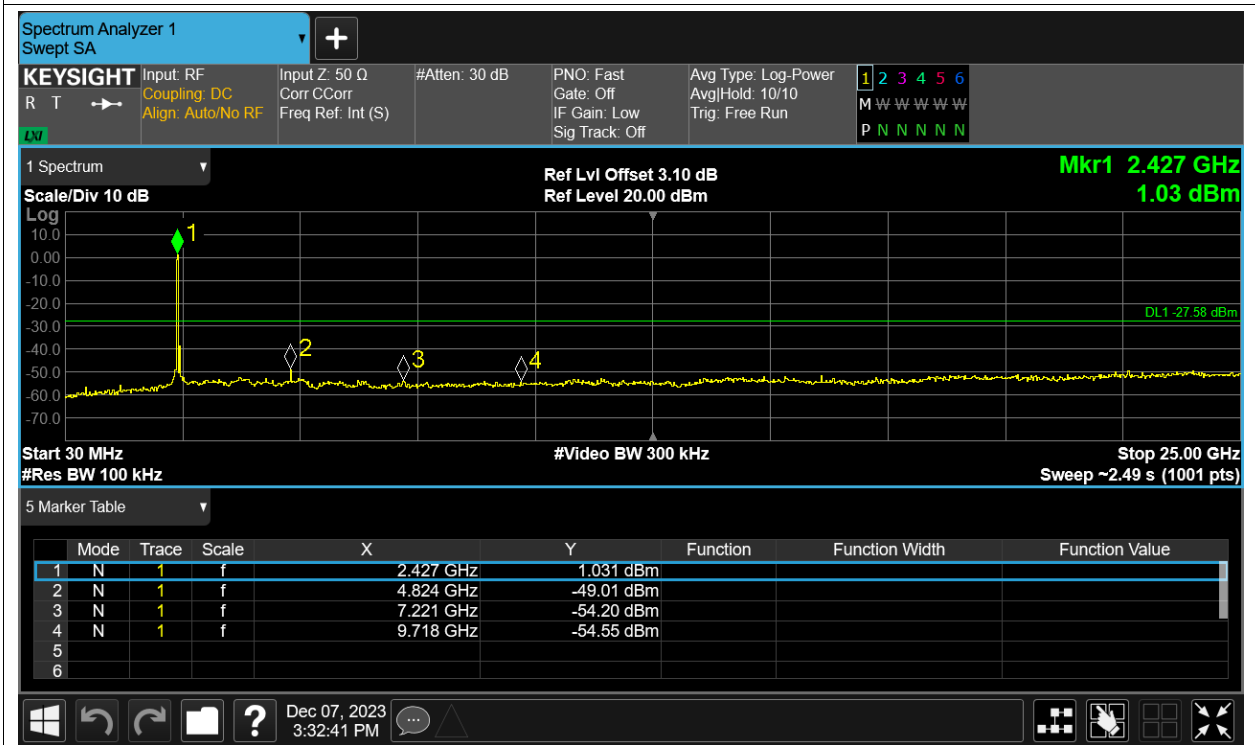 Spectrum Analyzer 1
Swept SA
KEYSIGHT
R T
LXI
Input: RF
Coupling: DC
Align: Auto/No RF
Input Z: 50 Ω
Corr CCorr
Freq Ref: Int (S)
#Atten: 30 dB
PNO: Fast
Gate: Off
IF Gain: Low
Sig Track: Off
Avg Type: Log-Power
Avg|Hold: 10/10
Trig: Free Run
1 2 3 4 5 6
M W W W W W
P N N N N N
1 Spectrum
Scale/Div 10 dB
Ref Lvl Offset 3.10 dB
Ref Level 20.00 dBm
Mkr1 2.427 GHz
1.03 dBm
Log
10.0
0.00
-10.0
-20.0
-30.0
-40.0
-50.0
-60.0
-70.0
1
2
3
4
DL1 -27.58 dBm
Start 30 MHz
#Res BW 100 kHz
#Video BW 300 kHz
Stop 25.00 GHz
Sweep ~2.49 s (1001 pts)
5 Marker Table
Mode Trace Scale X Y Function Function Width Function Value
1 N 1 f 2.427 GHz 1.031 dBm
2 N 1 f 4.824 GHz -49.01 dBm
3 N 1 f 7.221 GHz -54.20 dBm
4 N 1 f 9.718 GHz -54.55 dBm
5
6
?
Dec 07, 2023
3:32:41 PM